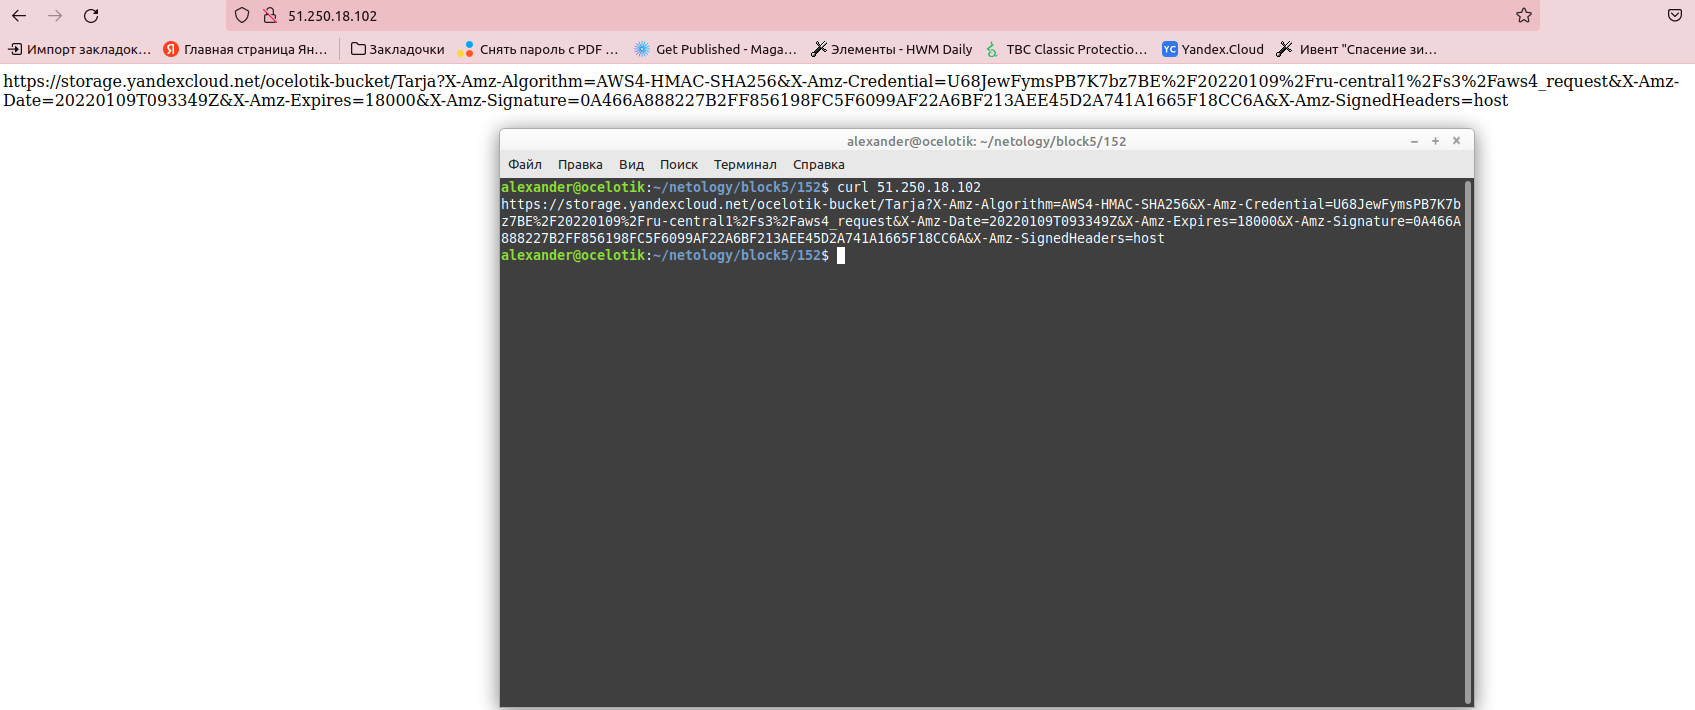 51.250.18.102
Импорт закладок… Главная страница Ян… Закладочки Снять пароль с PDF … Get Published - Maga… Элементы - HWM Daily TBC Classic Protectio… YC Yandex.Cloud Ивент "Спасение зи…
https://storage.yandexcloud.net/ocelotik-bucket/Tarja?X-Amz-Algorithm=AWS4-HMAC-SHA256&X-Amz-Credential=U68JewFymsPB7K7bz7BE%2F20220109%2Fru-central1%2Fs3%2Faws4_request&X-Amz-
Date=20220109T093349Z&X-Amz-Expires=18000&X-Amz-Signature=0A466A888227B2FF856198FC5F6099AF22A6BF213AEE45D2A741A1665F18CC6A&X-Amz-SignedHeaders=host
alexander@ocelotik: ~/netology/block5/152
Файл Правка Вид Поиск Терминал Справка
alexander@ocelotik:~/netology/block5/152$ curl 51.250.18.102
https://storage.yandexcloud.net/ocelotik-bucket/Tarja?X-Amz-Algorithm=AWS4-HMAC-SHA256&X-Amz-Credential=U68JewFymsPB7K7b
z7BE%2F20220109%2Fru-central1%2Fs3%2Faws4_request&X-Amz-Date=20220109T093349Z&X-Amz-Expires=18000&X-Amz-Signature=0A466A
888227B2FF856198FC5F6099AF22A6BF213AEE45D2A741A1665F18CC6A&X-Amz-SignedHeaders=host
alexander@ocelotik:~/netology/block5/152$